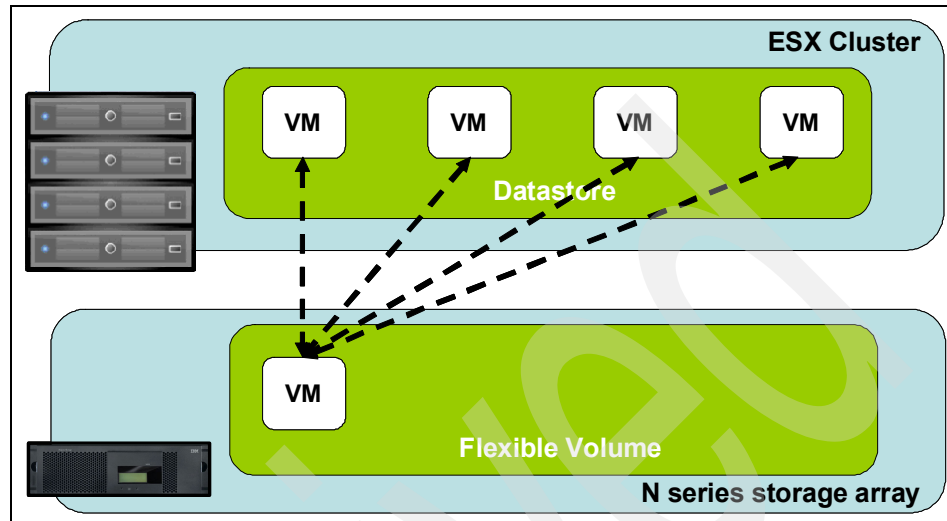 ESX Cluster
VM VM VM VM
Datastore
VM
Flexible Volume
N series storage array